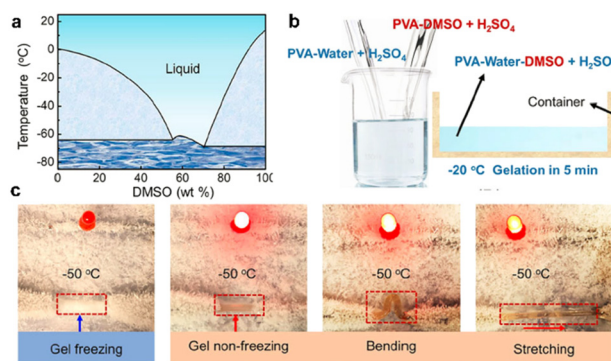 a
Temperature (°C)
20
0
-20
-40
-60
-80
Liquid
0 20 40 60 80 100
DMSO (wt %)
b
PVA-DMSO + H₂SO₄
PVA-Water + H₂SO₄
PVA-Water-DMSO + H₂SO
Container
-20 °C Gelation in 5 min
c
-50 °C
-50 °C
-50 °C
-50 °C
Gel freezing
Gel non-freezing
Bending
Stretching